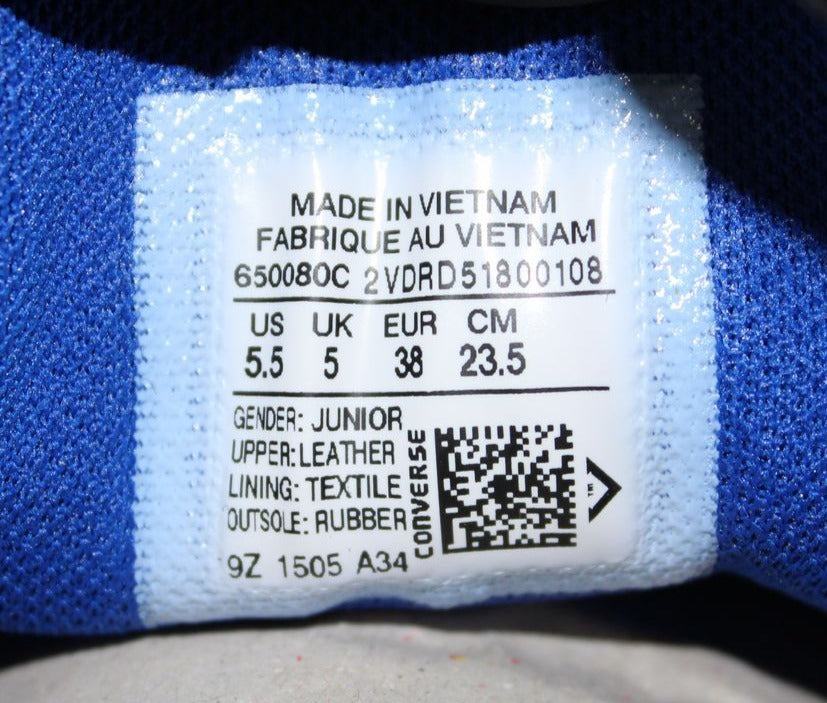 MADE IN VIETNAM
FABRIQUE AU VIETNAM
650080C 2VDRD51800108
US UK EUR CM
5.5 5 38 23.5
GENDER: JUNIOR
UPPER: LEATHER
LINING: TEXTILE
OUTSOLE: RUBBER
9Z 1505 A34
CONVERSE
TM